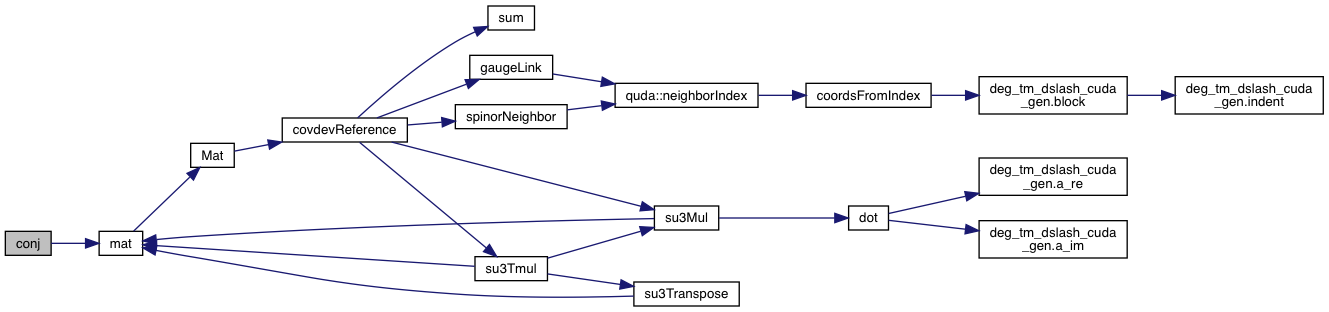 conj
mat
Mat
covdevReference
sum
gaugeLink
spinorNeighbor
su3Tmul
quda::neighborIndex
su3Mul
su3Transpose
coordsFromIndex
dot
deg_tm_dslash_cuda
_gen.block
deg_tm_dslash_cuda
_gen.indent
deg_tm_dslash_cuda
_gen.a_re
deg_tm_dslash_cuda
_gen.a_im